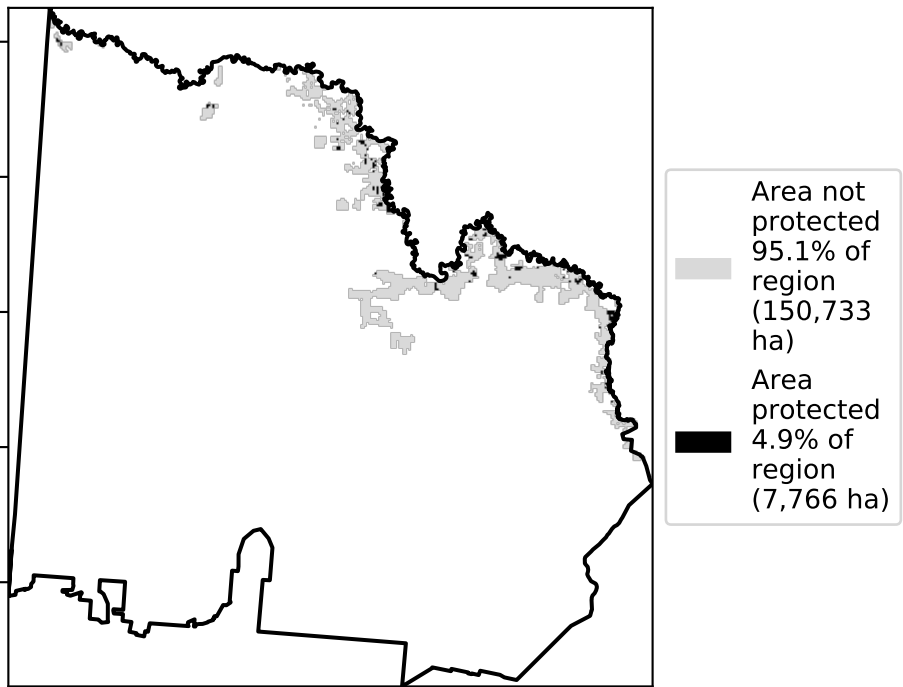 Area not
protected
95.1% of
region
(150,733
ha)
Area
protected
4.9% of
region
(7,766 ha)